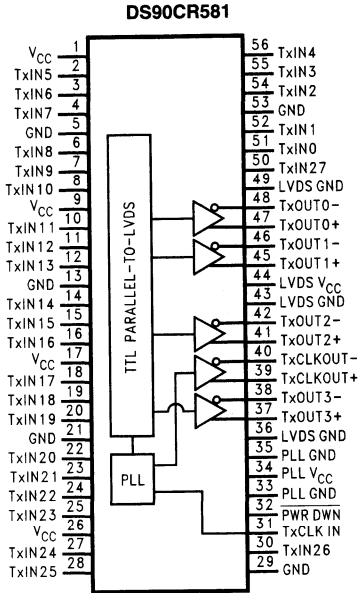 DS90CR581
VCC 1
TxIN5 2
TxIN6 3
TxIN7 4
GND 5
TxIN8 6
TxIN9 7
TxIN10 8
VCC 9
TxIN11 10
TxIN12 11
TxIN13 12
GND 13
TxIN14 14
TxIN15 15
TxIN16 16
VCC 17
TxIN17 18
TxIN18 19
TxIN19 20
GND 21
TxIN20 22
TxIN21 23
TxIN22 24
TxIN23 25
VCC 26
TxIN24 27
TxIN25 28
TTL PARALLEL-TO-LVDS
PLL
56 TxIN4
55 TxIN3
54 TxIN2
53 GND
52 TxIN1
51 TxIN0
50 TxIN27
49 LVDS GND
48 TxOUT0-
47 TxOUT0+
46 TxOUT1-
45 TxOUT1+
44 LVDS VCC
43 LVDS GND
42 TxOUT2-
41 TxOUT2+
40 TxCLKOUT-
39 TxCLKOUT+
38 TxOUT3-
37 TxOUT3+
36 LVDS GND
35 PLL GND
34 PLL VCC
33 PLL GND
32 PWR DWN
31 TxCLK IN
30 TxIN26
29 GND